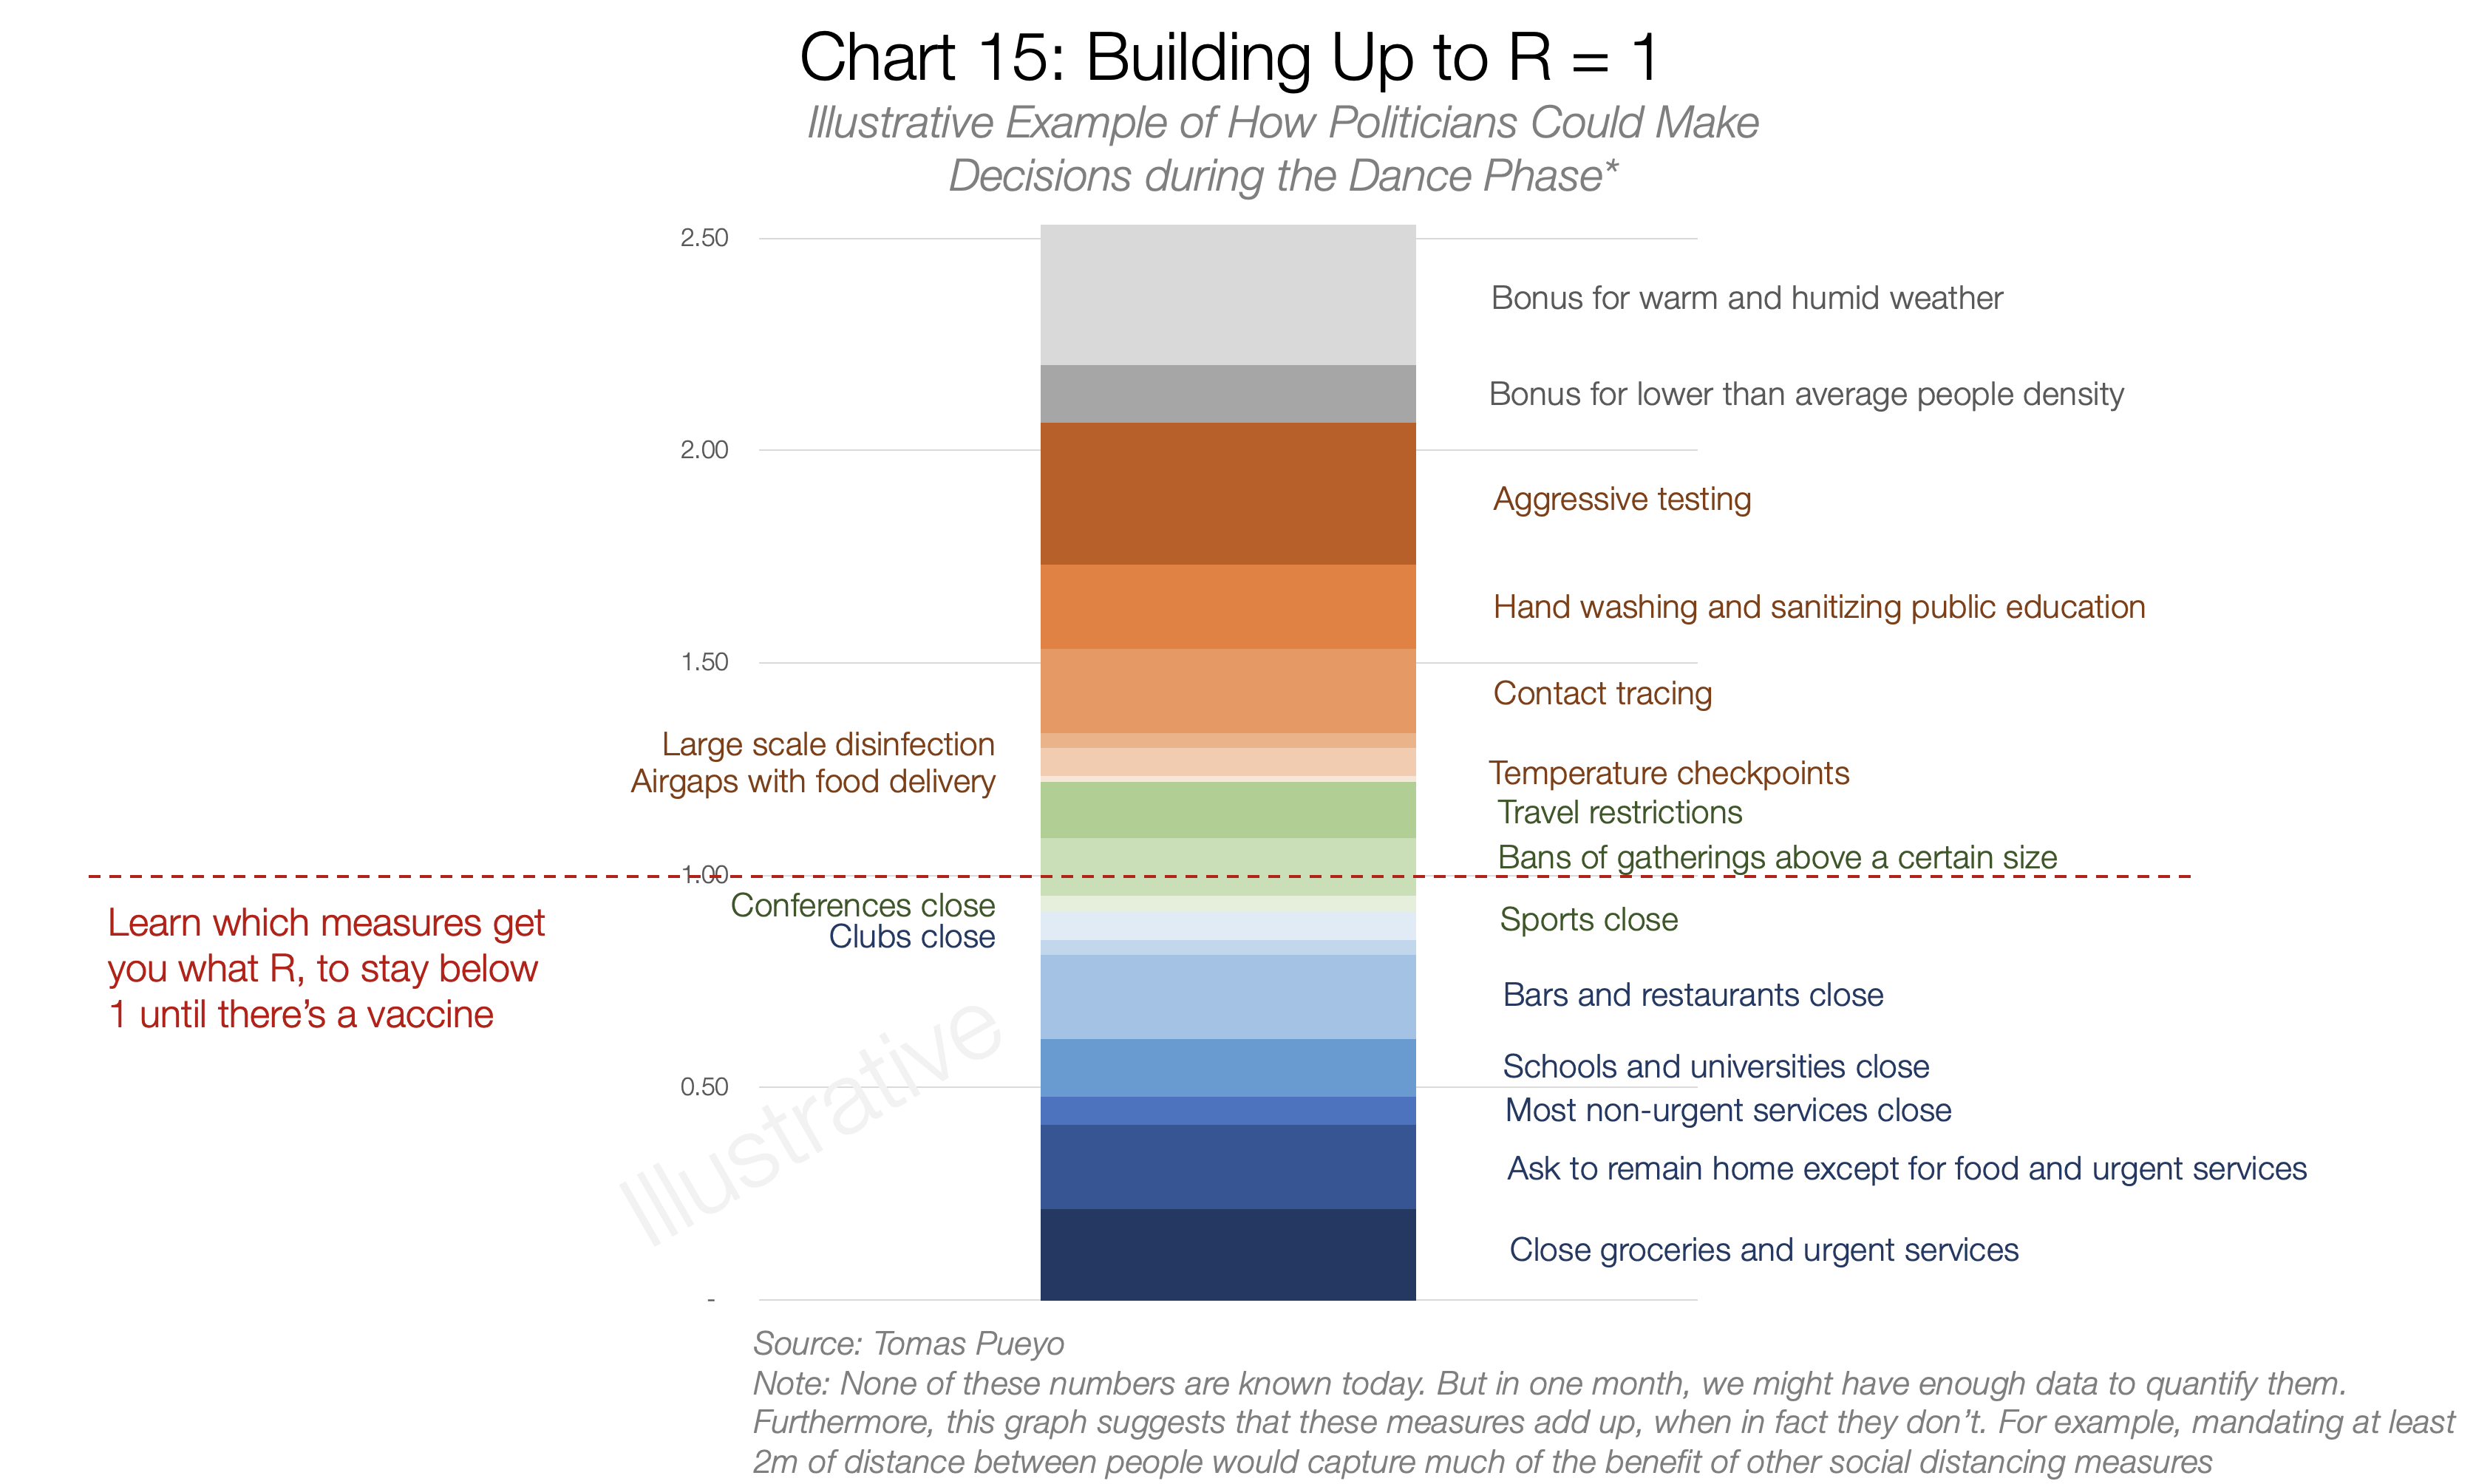 Chart 15: Building Up to R = 1
Illustrative Example of How Politicians Could Make
Decisions during the Dance Phase*
2.50
Bonus for warm and humid weather
Bonus for lower than average people density
2.00
Aggressive testing
Hand washing and sanitizing public education
1.50
Contact tracing
Large scale disinfection
Temperature checkpoints
Airgaps with food delivery
Travel restrictions
Bans of gatherings above a certain size
1.00
Conferences close
Sports close
Clubs close
Learn which measures get
you what R, to stay below
1 until there’s a vaccine
Bars and restaurants close
Schools and universities close
0.50
Most non-urgent services close
Illustrative
Ask to remain home except for food and urgent services
Close groceries and urgent services
-
Source: Tomas Pueyo
Note: None of these numbers are known today. But in one month, we might have enough data to quantify them.
Furthermore, this graph suggests that these measures add up, when in fact they don’t. For example, mandating at least
2m of distance between people would capture much of the benefit of other social distancing measures